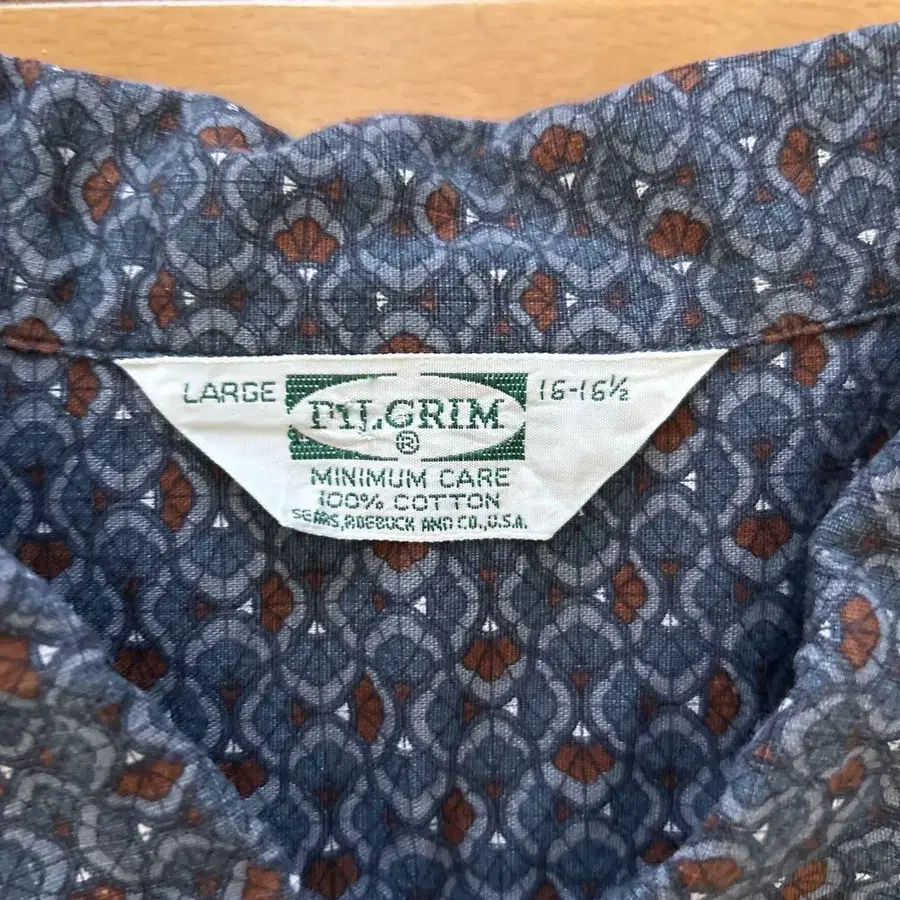 LARGE PILGRIM 16-16½
®
MINIMUM CARE
100% COTTON
SEARS, ROEBUCK AND CO., U.S.A.